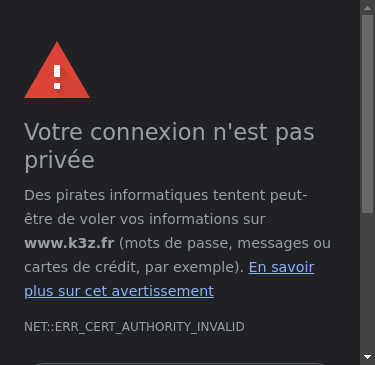 Votre connexion n'est pas
privée
Des pirates informatiques tentent peut-
être de voler vos informations sur
www.k3z.fr (mots de passe, messages ou
cartes de crédit, par exemple). En savoir
plus sur cet avertissement
NET::ERR_CERT_AUTHORITY_INVALID